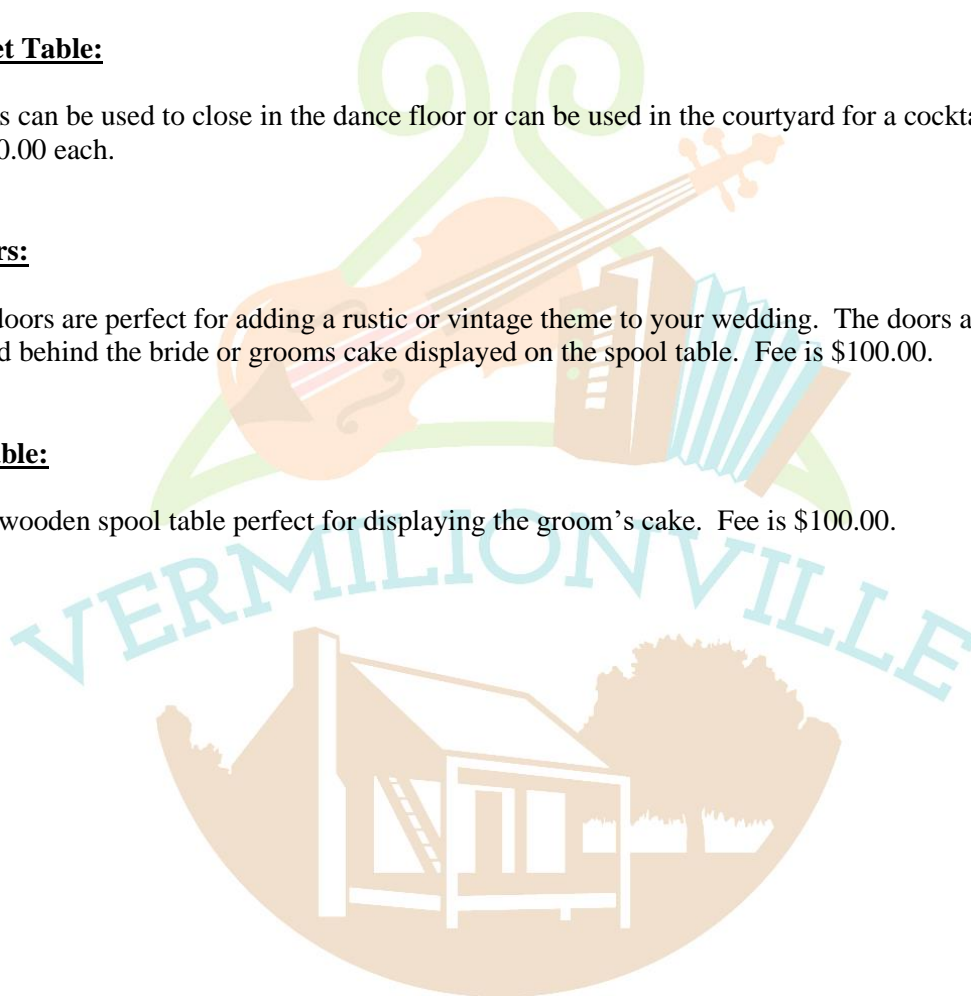 et Table:
s can be used to close in the dance floor or can be used in the courtyard for a cockta
0.00 each.
rs:
doors are perfect for adding a rustic or vintage theme to your wedding. The doors a
d behind the bride or grooms cake displayed on the spool table. Fee is $100.00.
ble:
wooden spool table perfect for displaying the groom’s cake. Fee is $100.00.
VERMILIONVILLE